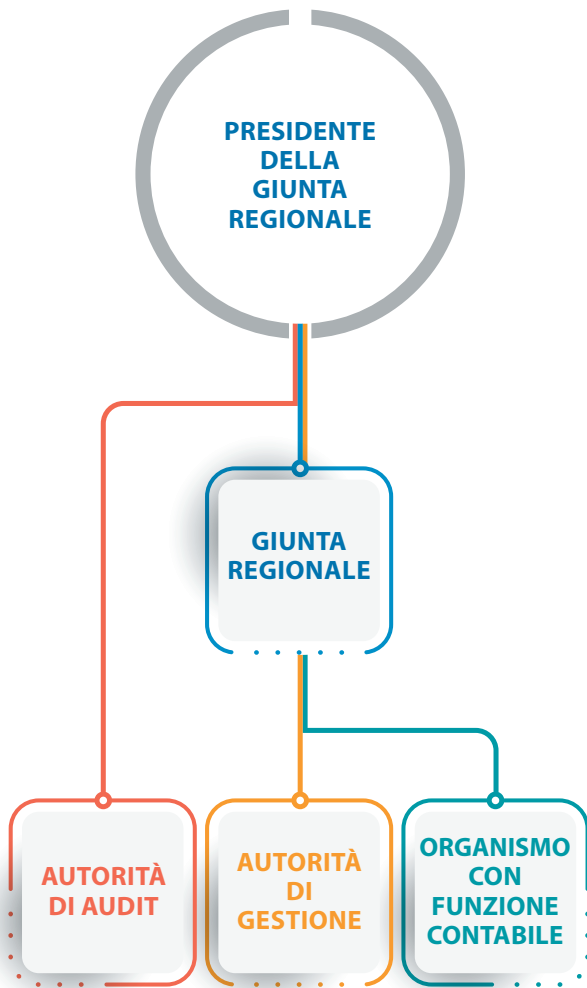 PRESIDENTE
DELLA
GIUNTA
REGIONALE
GIUNTA
REGIONALE
AUTORITÀ
DI AUDIT
AUTORITÀ
DI
GESTIONE
ORGANISMO
CON
FUNZIONE
CONTABILE